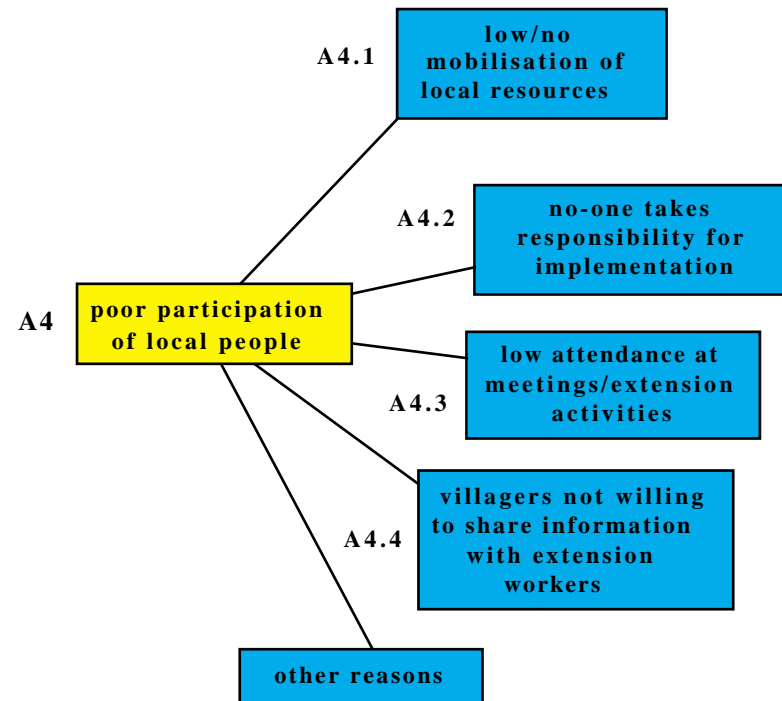 A4.1
low/no
mobilisation of
local resources
A4.2
no-one takes
responsibility for
implementation
A4
poor participation
of local people
low attendance at
meetings/extension
activities
A4.3
villagers not willing
to share information
with extension
workers
A4.4
other reasons